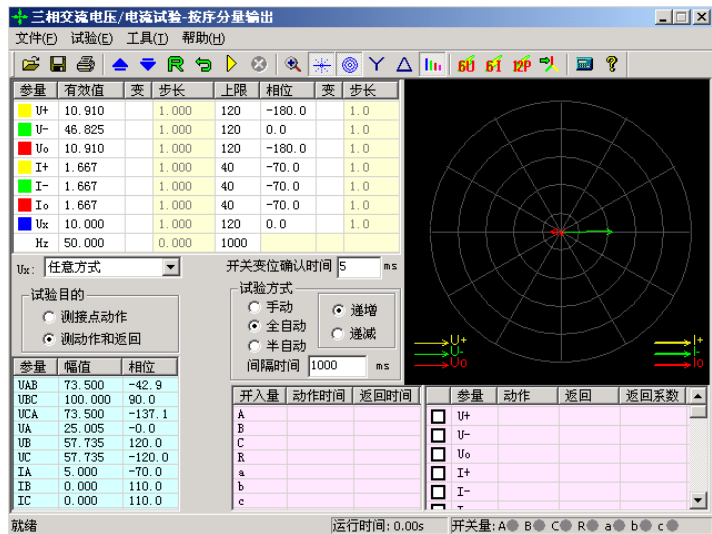 三相交流电压/电流试验-按序分量输出
文件(F) 试验(E) 工具(T) 帮助(H)
6U 6I 12P
参量 有效值 变 步长 上限 相位 变 步长
U+ 10.910 1.000 120 -180.0 1.0
U- 46.825 1.000 120 0.0 1.0
Uo 10.910 1.000 120 -180.0 1.0
I+ 1.667 1.000 40 -70.0 1.0
I- 1.667 1.000 40 -70.0 1.0
Io 1.667 1.000 40 -70.0 1.0
Ux 10.000 1.000 120 0.0 1.0
Hz 50.000 0.000 1000
Ux: 任意方式 开关变位确认时间 5 ms
试验目的
测接点动作
测动作和返回
试验方式
手动
全自动
半自动
递增
递减
间隔时间 1000 ms
U+
U-
Uo
I+
I-
Io
参量 幅值 相位
UAB 73.500 -42.9
UBC 100.000 90.0
UCA 73.500 -137.1
UA 25.005 -0.0
UB 57.735 120.0
UC 57.735 -120.0
IA 5.000 -70.0
IB 0.000 110.0
IC 0.000 110.0
开入量 动作时间 返回时间
A
B
C
R
a
b
c
参量 动作 返回 返回系数
U+
U-
Uo
I+
I-
就绪 运行时间: 0.00s 开关量: A B C R a b c